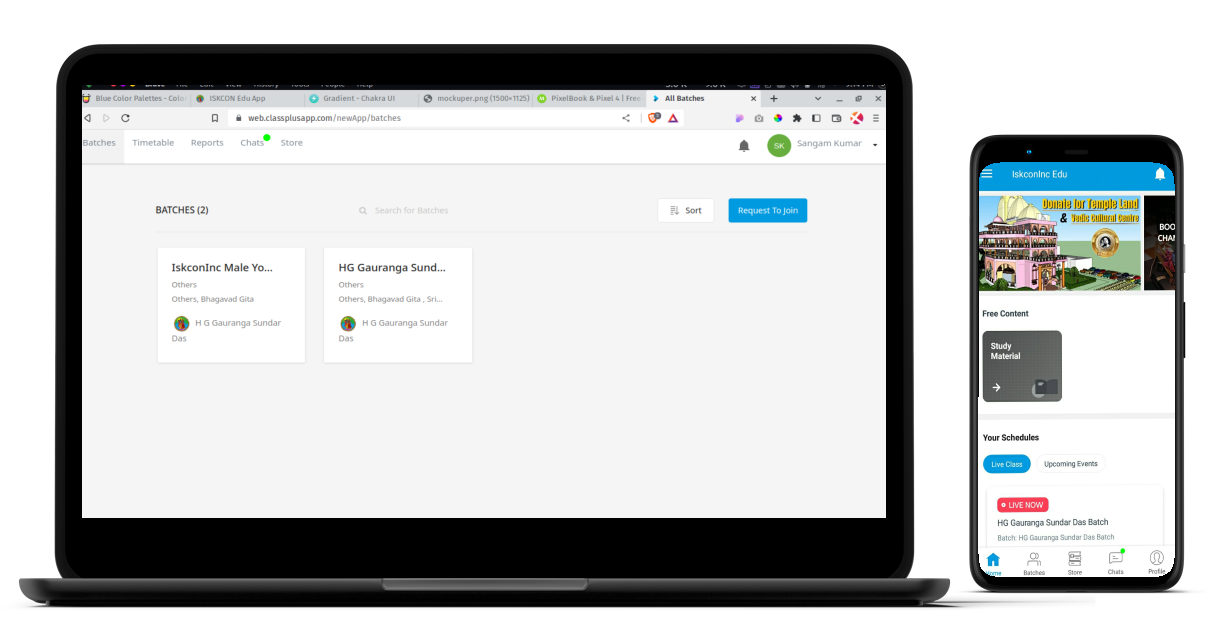 Blue Color Palettes - Color
ISKCON Edu App
Gradient - Chakra UI
mockuper.png (1500×1125)
PixelBook & Pixel 4 | Free
All Batches
web.classplusapp.com/newApp/batches
Batches Timetable Reports Chats Store
SK Sangam Kumar
BATCHES (2)
Search for Batches
Sort
Request To Join
IskconInc Male Yo...
Others
Others, Bhagavad Gita
H G Gauranga Sundar
Das
HG Gauranga Sund...
Others
Others, Bhagavad Gita , Sri...
H G Gauranga Sundar
Das
IskconInc Edu
Donate for Temple Land
& Vedic Cultural Centre
BOO
CHA
Free Content
Study
Material
Your Schedules
Live Class Upcoming Events
LIVE NOW
HG Gauranga Sundar Das Batch
Batch: HG Gauranga Sundar Das Batch
Home Batches Store Chats Profile